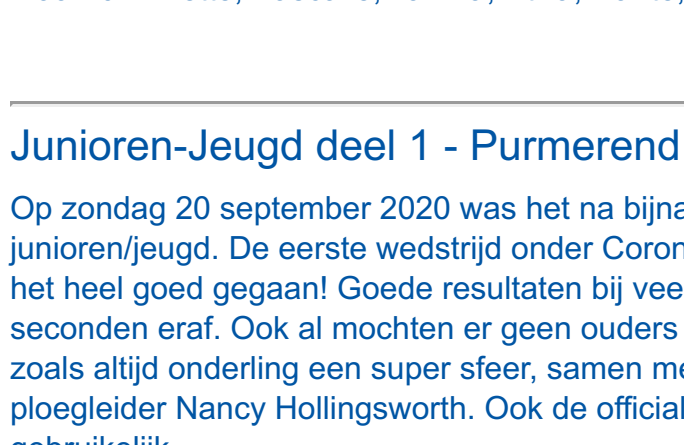 Junioren-Jeugd deel 1 - Purmerend
Op zondag 20 september 2020 was het na bijna
junioren/jeugd. De eerste wedstrijd onder Coron
het heel goed gegaan! Goede resultaten bij vee
seconden eraf. Ook al mochten er geen ouders
zoals altijd onderling een super sfeer, samen me
ploegleider Nancy Hollingsworth. Ook de official
gebruikelijk